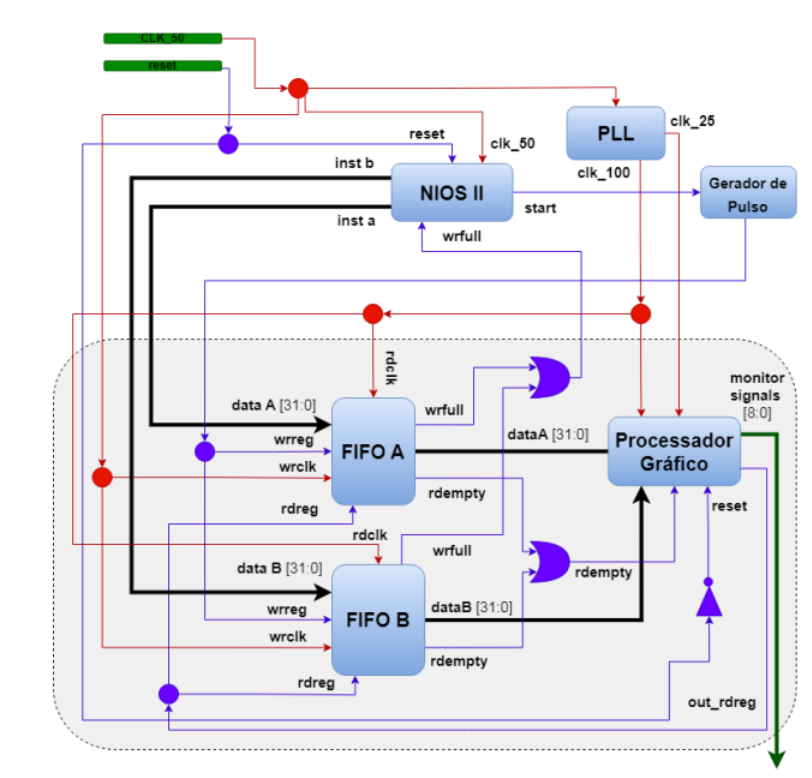 CLK_50
reset
clk_25
PLL
reset
clk_50
inst b
clk_100
NIOS II
Gerador de
Pulso
start
inst a
wrfull
rdclk
monitor
signals
[8:0]
data A [31:0]
wrfull
dataA [31:0]
wrreg
FIFO A
Processador
Gráfico
wrclk
rdempty
rdreg
reset
rdclk
wrfull
data B [31:0]
rdempty
wrreg
dataB [31:0]
FIFO B
wrclk
rdempty
rdreg
out_rdreg